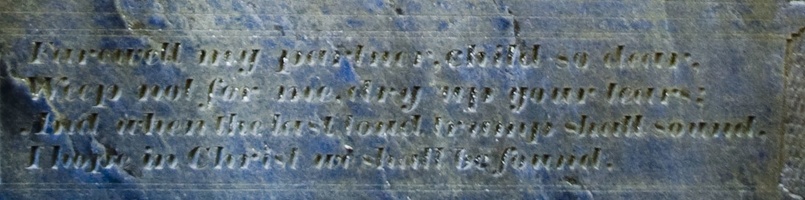 Farewell my partner, child so dear.
Weep not for me, dry up your tears;
And when the last loud trump shall sound.
I hope in Christ we shall be found.